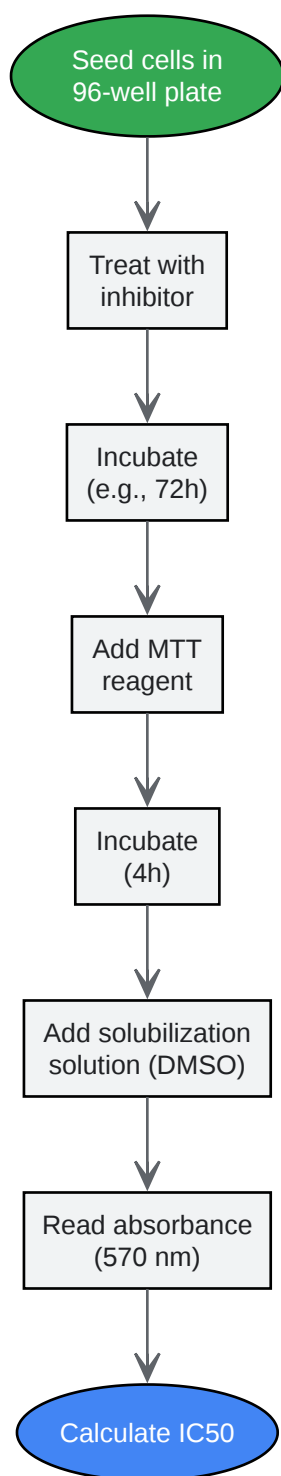 Seed cells in
96-well plate
Treat with
inhibitor
Incubate
(e.g., 72h)
Add MTT
reagent
Incubate
(4h)
Add solubilization
solution (DMSO)
Read absorbance
(570 nm)
Calculate IC50